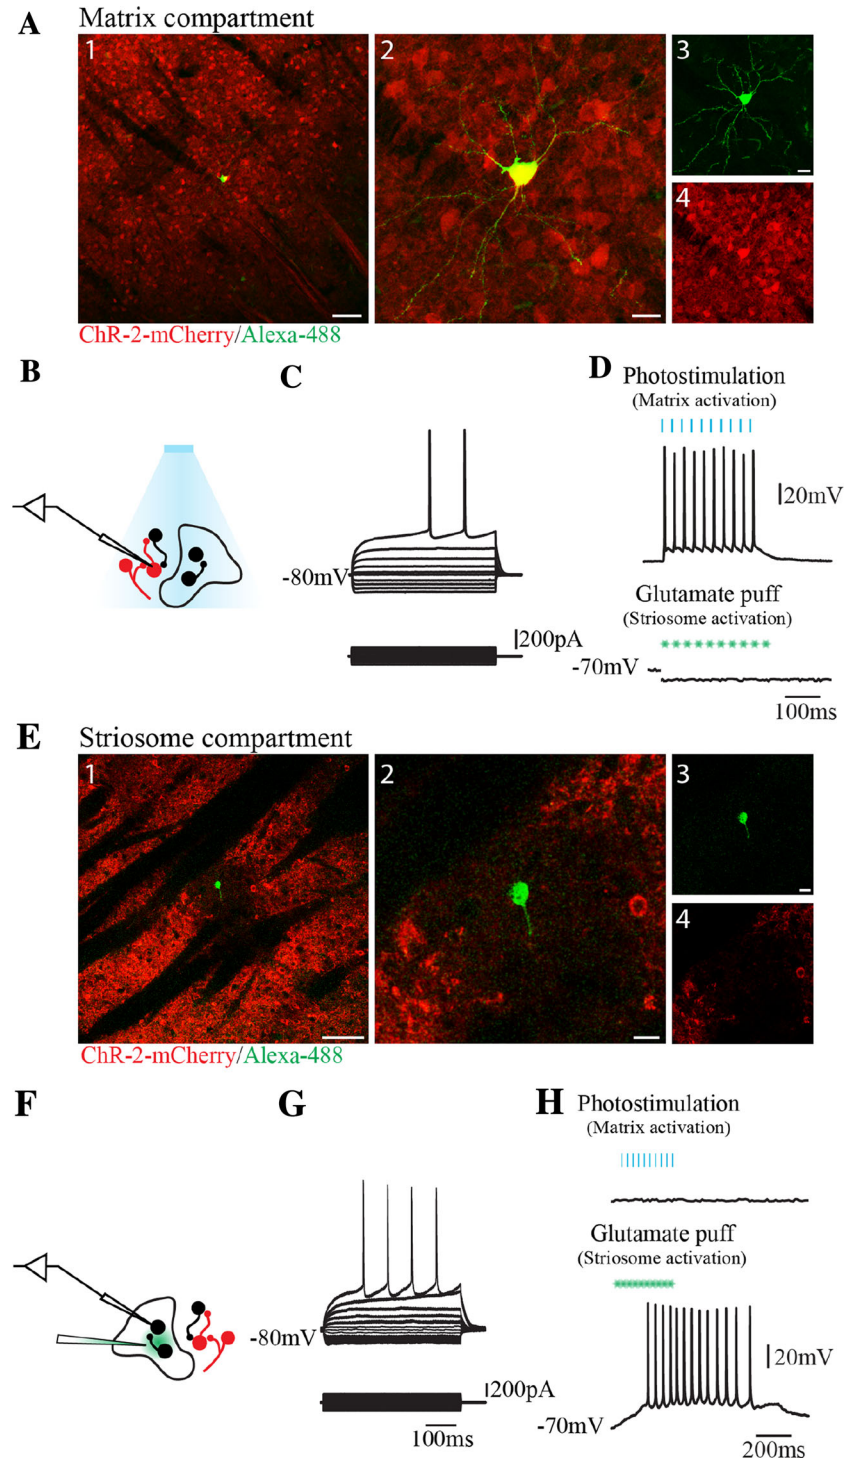 A
Matrix compartment
1
2
3
4
ChR-2-mCherry/Alexa-488
B
C
-80mV
200pA
D
Photostimulation
(Matrix activation)
20mV
Glutamate puff
(Striosome activation)
-70mV
100ms
E
Striosome compartment
1
2
3
4
ChR-2-mCherry/Alexa-488
F
G
-80mV
200pA
100ms
H
Photostimulation
(Matrix activation)
Glutamate puff
(Striosome activation)
20mV
-70mV
200ms